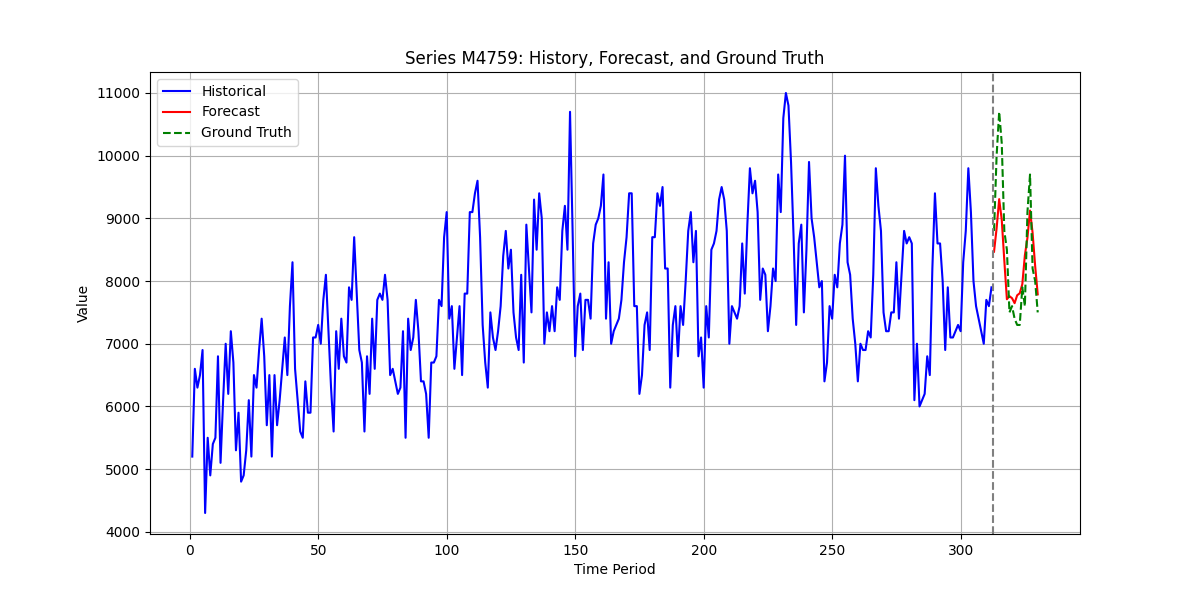 Series M4759: History, Forecast, and Ground Truth
Historical
Forecast
Ground Truth
11000
10000
9000
8000
7000
6000
5000
4000
Value
0 50 100 150 200 250 300
Time Period